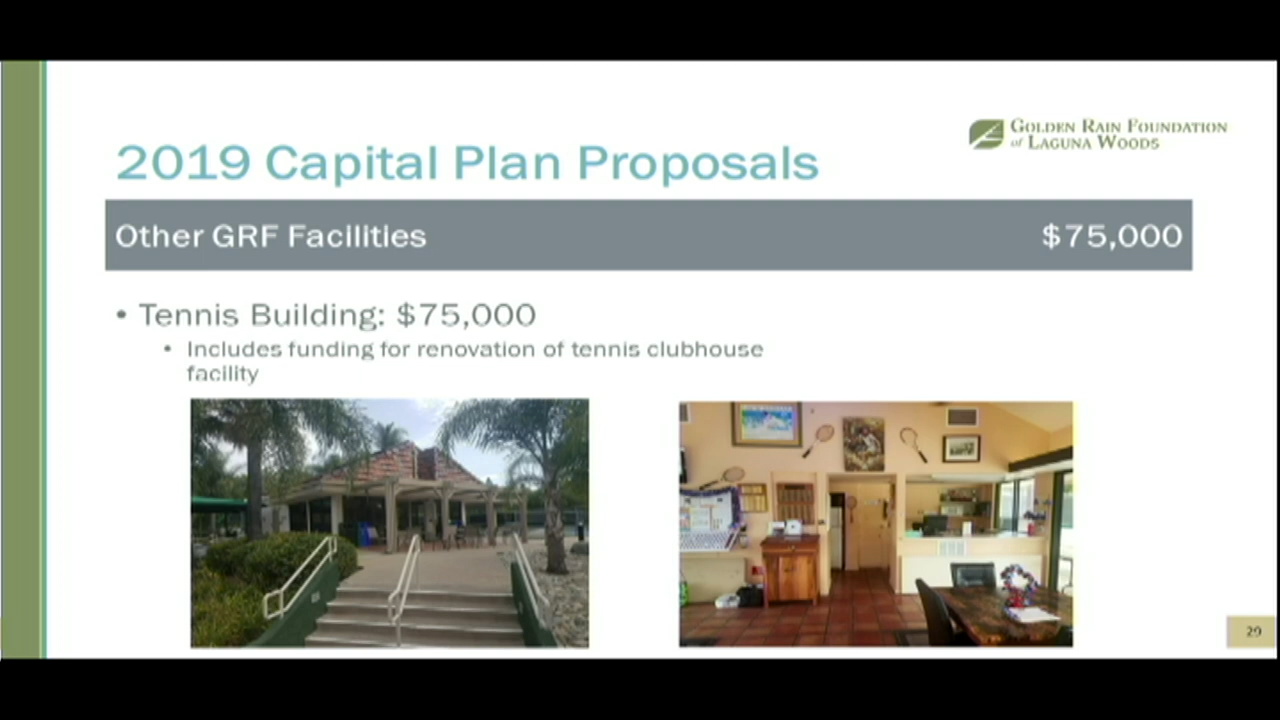 GOLDEN RAIN FOUNDATION
of LAGUNA WOODS
2019 Capital Plan Proposals
Other GRF Facilities $75,000
• Tennis Building: $75,000
• Includes funding for renovation of tennis clubhouse
facility
29